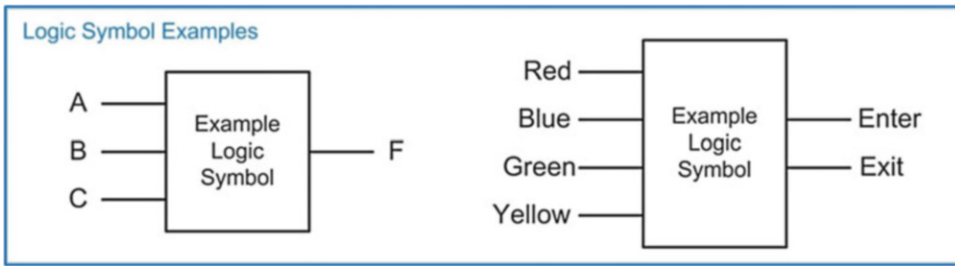 Logic Symbol Examples
A
B
C
Example
Logic
Symbol
F
Red
Blue
Green
Yellow
Example
Logic
Symbol
Enter
Exit